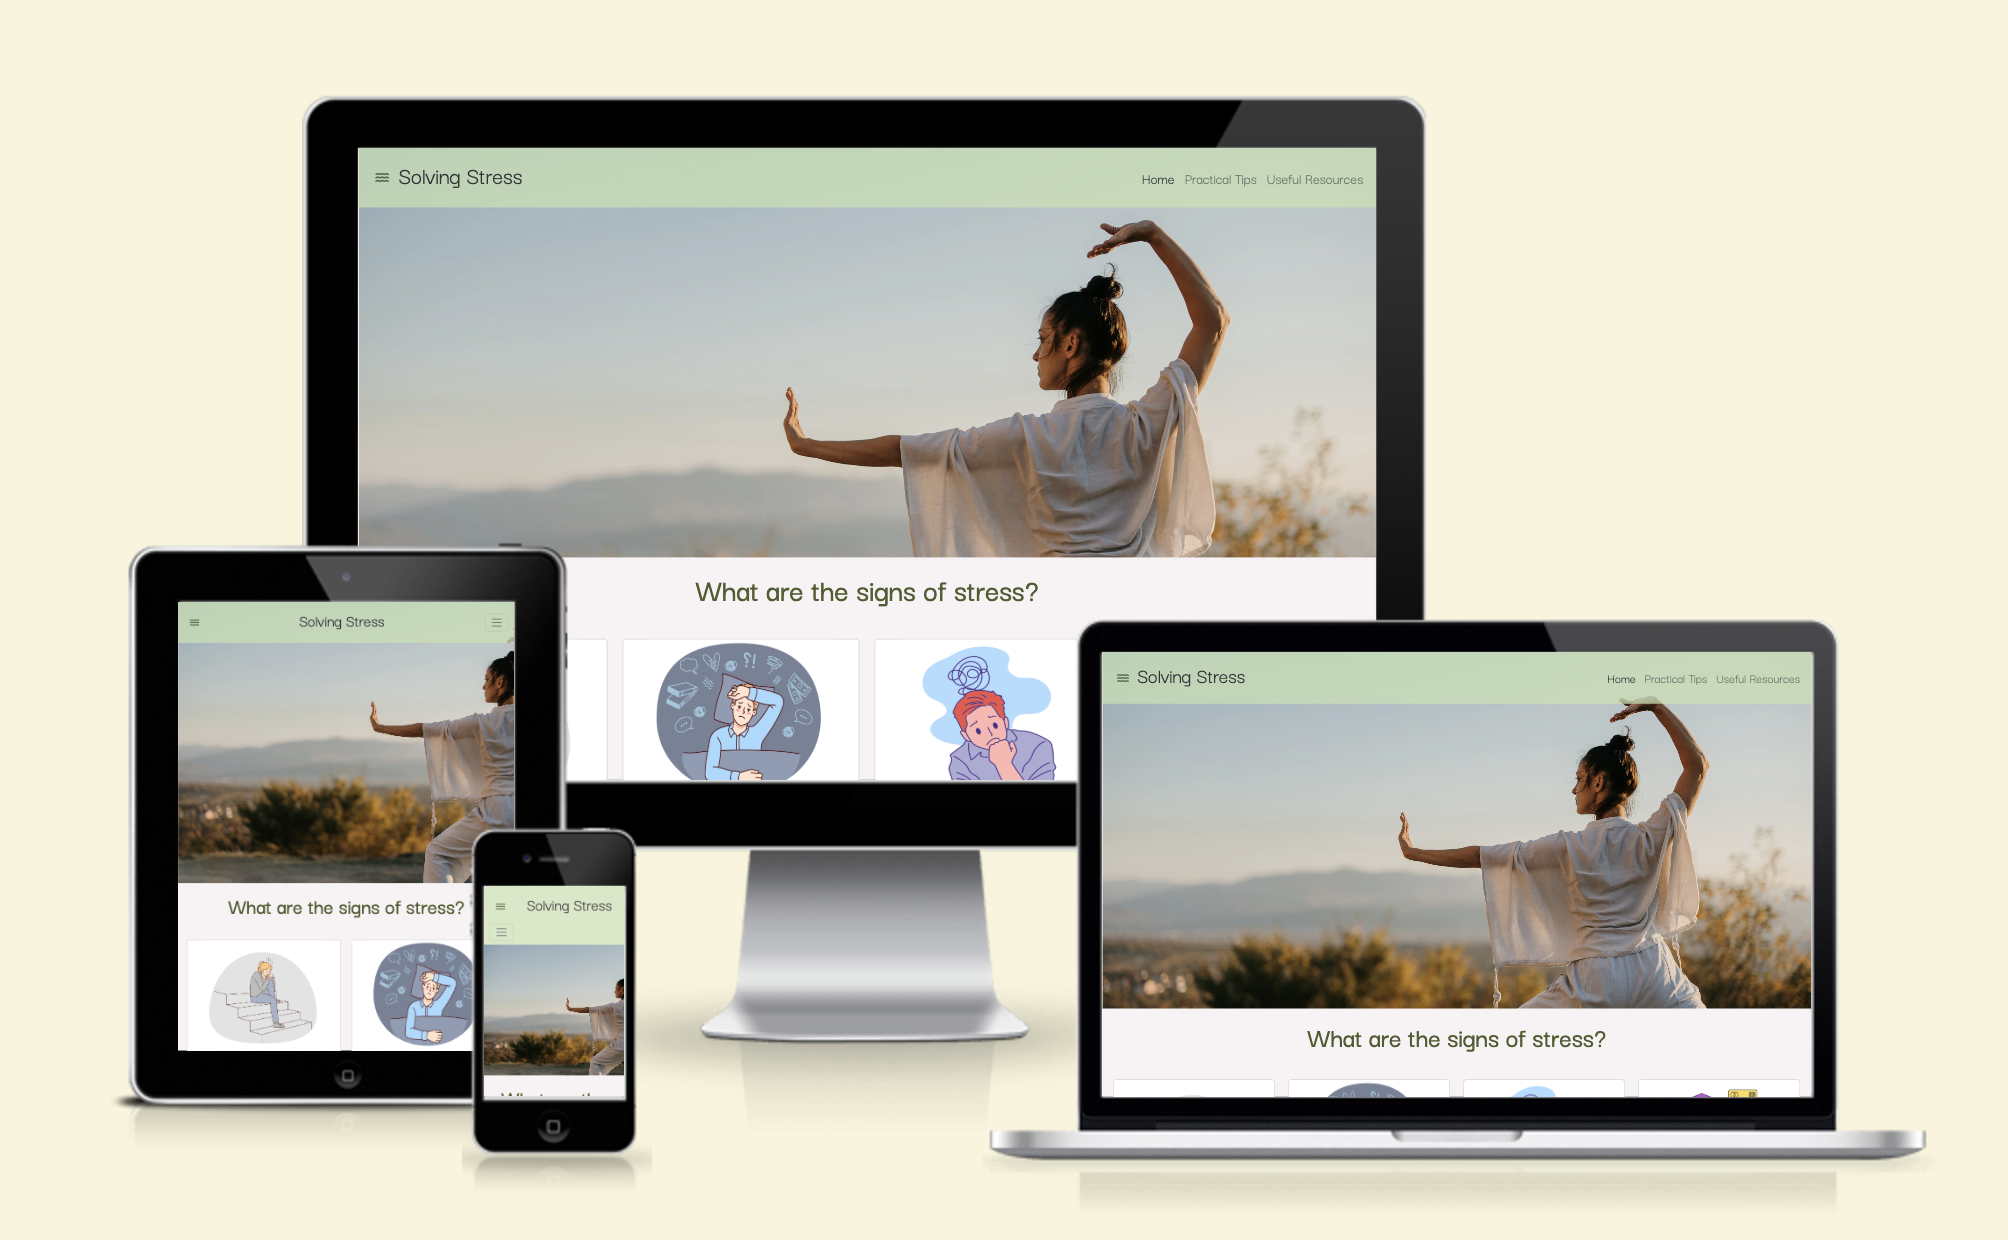 Solving Stress
Home Practical Tips Useful Resources
What are the signs of stress?
Solving Stress
What are the signs of stress?
Solving Stress
Solving Stress
Home Practical Tips Useful Resources
What are the signs of stress?